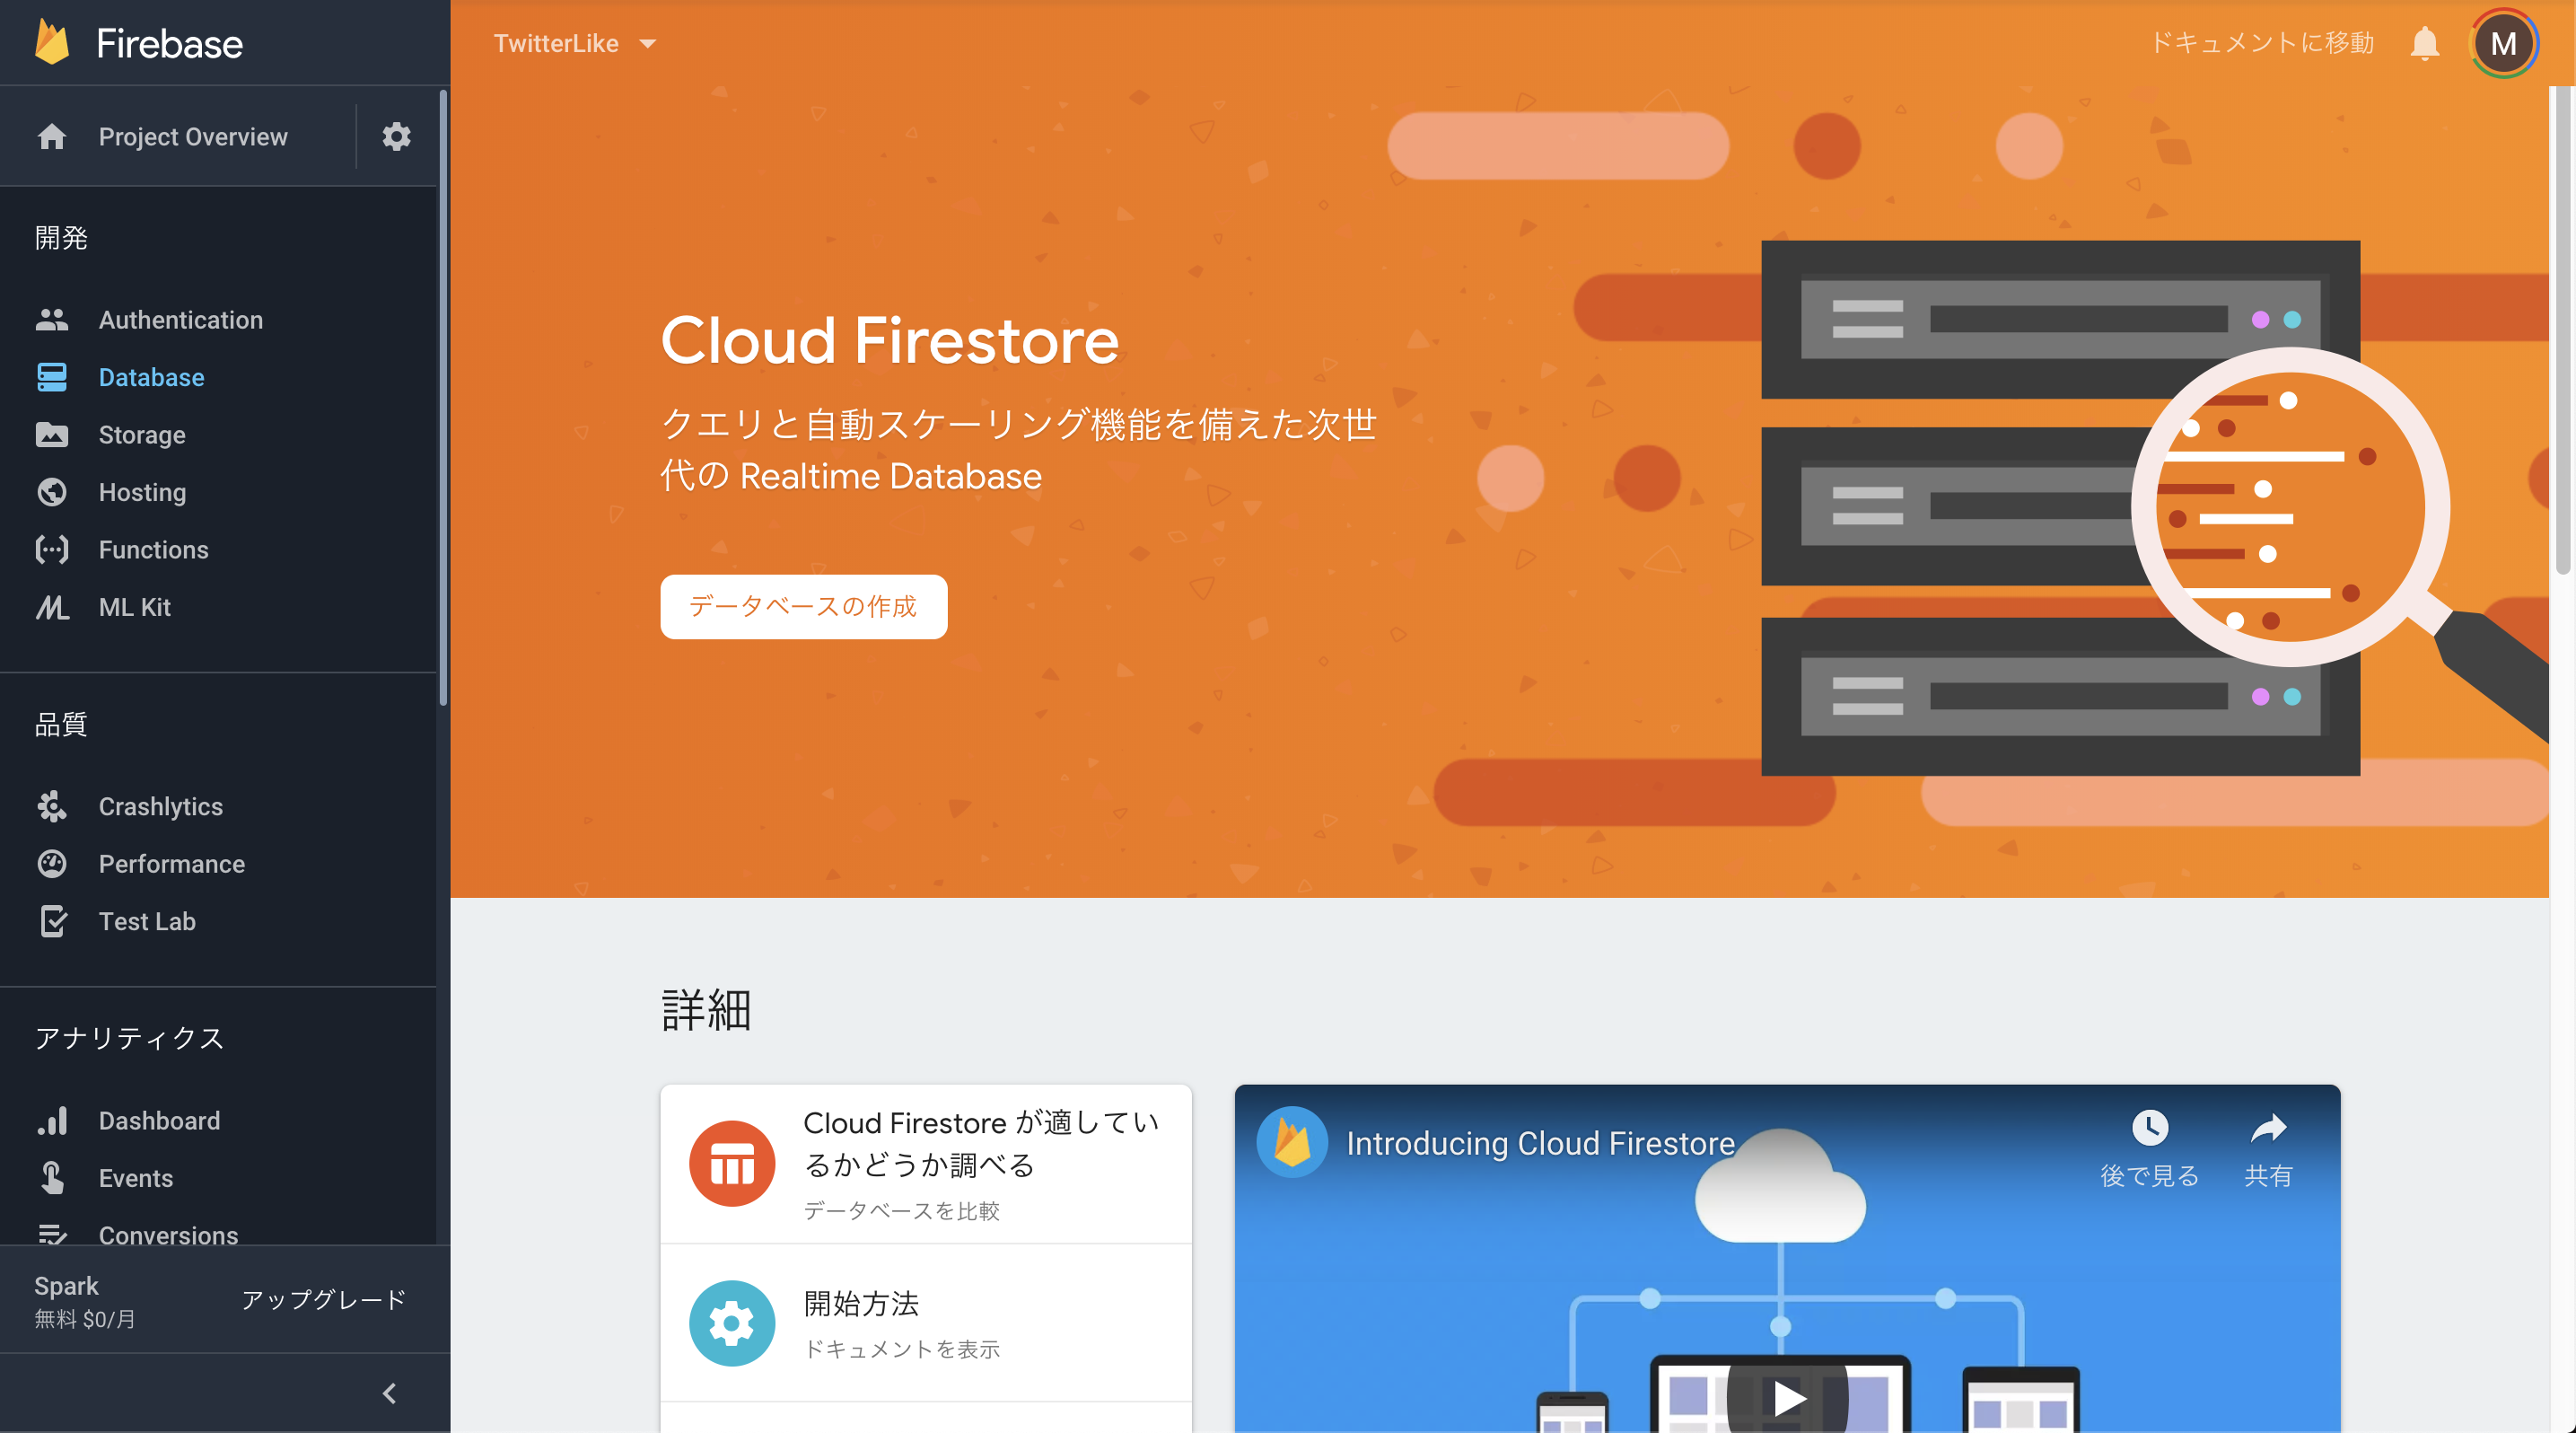 Firebase
Project Overview
開発
Authentication
Database
Storage
Hosting
Functions
ML Kit
品質
Crashlytics
Performance
Test Lab
アナリティクス
Dashboard
Events
Conversions
Spark
無料 $0/月
アップグレード
TwitterLike
ドキュメントに移動
M
Cloud Firestore
クエリと自動スケーリング機能を備えた次世
代の Realtime Database
データベースの作成
詳細
Cloud Firestore が適してい
るかどうか調べる
データベースを比較
開始方法
ドキュメントを表示
Introducing Cloud Firestore
後で見る
共有